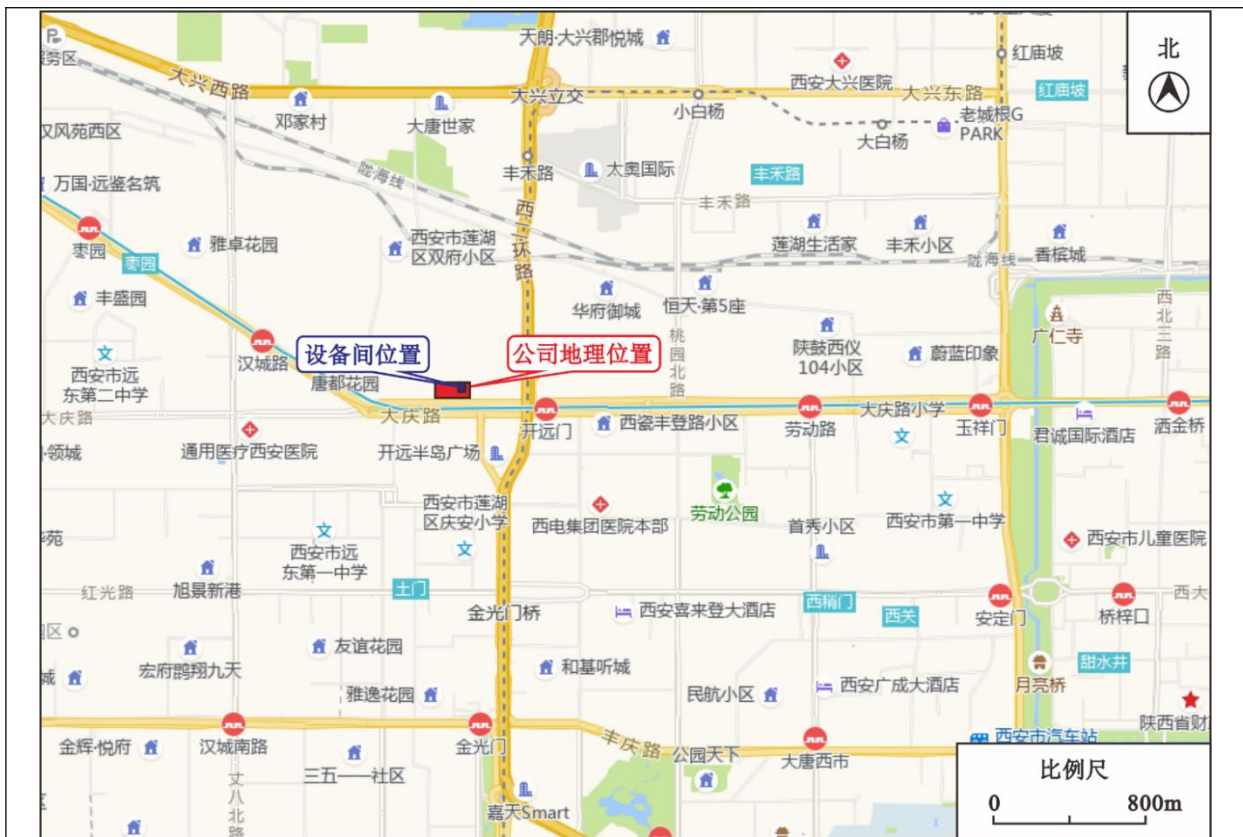 天朗·大兴郡悦城
北
红庙坡
服务区
大兴西路
西安大兴医院
大兴立交
大兴东路
红庙坡
邓家村
大唐世家
小白杨
老城根G
PARK
汉风苑西区
大白杨
丰禾路
太奥国际
陇海线
丰禾路
万国·远鉴名筑
西二环路
丰禾路
枣园
雅卓花园
西安市莲湖
区双府小区
莲湖生活家
丰禾小区
香槟城
枣园
陇海线
丰盛园
华府御城
恒天·第5座
西北三路
广仁寺
桃园北路
汉城路
设备间位置
公司地理位置
陕鼓西仪
104小区
蔚蓝印象
西安市远
东第二中学
唐都花园
大庆路
大庆路
开远门
西瓷丰登路小区
劳动路
大庆路小学
玉祥门
君诚国际酒店
洒金桥
·领城
通用医疗西安医院
开远半岛广场
西安市莲湖
区庆安小学
西电集团医院本部
劳动公园
首秀小区
西安市第一中学
西安市儿童医院
西安市远
东第一中学
红光路
旭景新港
土门
金光门桥
西安喜来登大酒店
西稍门
西关
安定门
桥梓口
西大
友谊花园
宏府鹍翔九天
和基听城
甜水井
月亮桥
雅逸花园
民航小区
西安广成大酒店
陕西省财
金辉·悦府
汉城南路
金光门
丰庆路
公园天下
大唐西市
西安市汽车站
三五一一社区
丈八北路
嘉天Smart
比例尺
0 800m